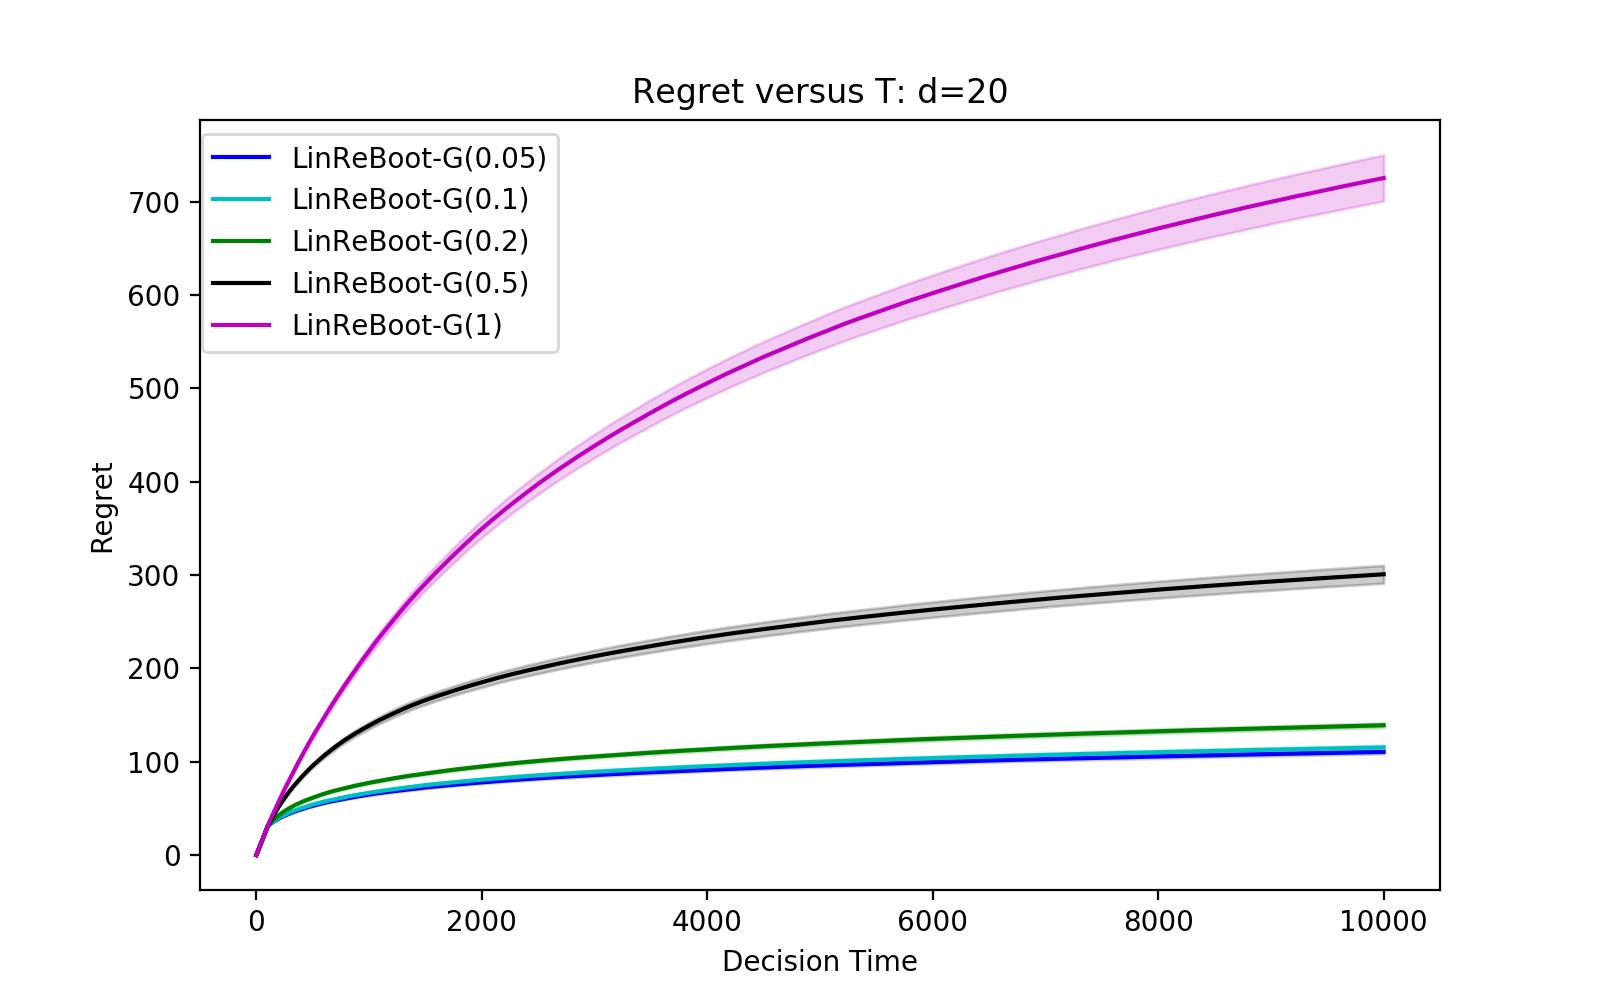 Regret versus T: d=20
LinReBoot-G(0.05)
LinReBoot-G(0.1)
LinReBoot-G(0.2)
LinReBoot-G(0.5)
LinReBoot-G(1)
700
600
500
400
300
200
100
0
Regret
0 2000 4000 6000 8000 10000
Decision Time